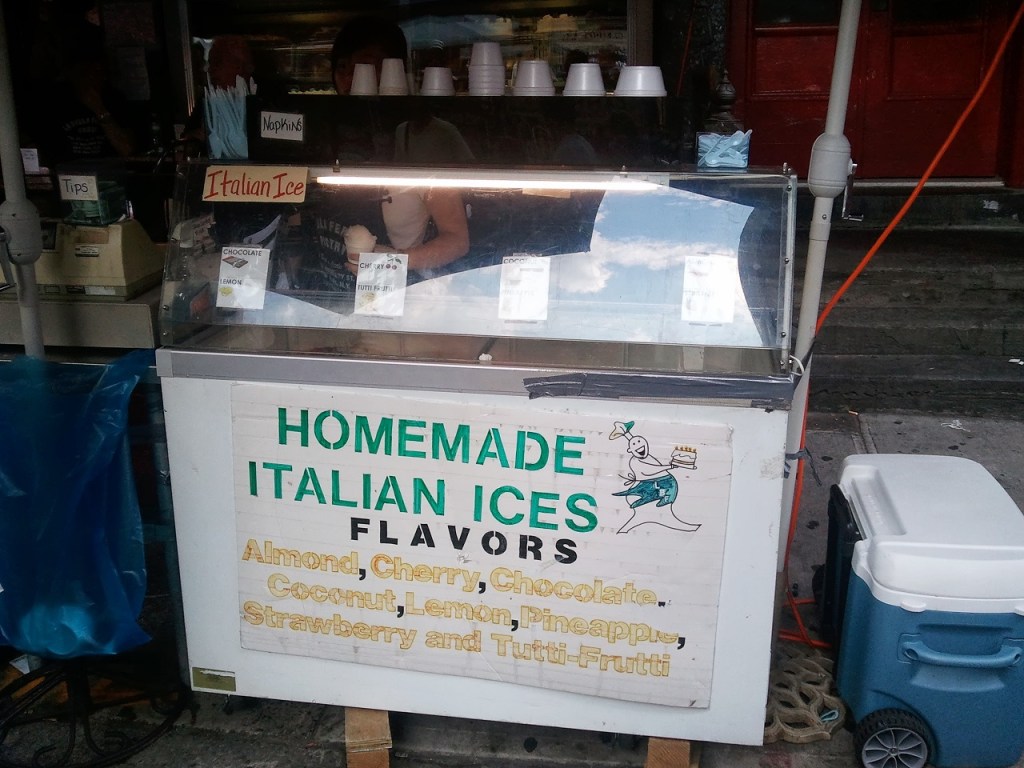 Napkins
Tips
Italian Ice
CHOCOLATE
LEMON
CHERRY
TUTTI FRUTTI
HOMEMADE
ITALIAN ICES
FLAVORS
Almond, Cherry, Chocolate,
Coconut, Lemon, Pineapple,
Strawberry and Tutti-Frutti